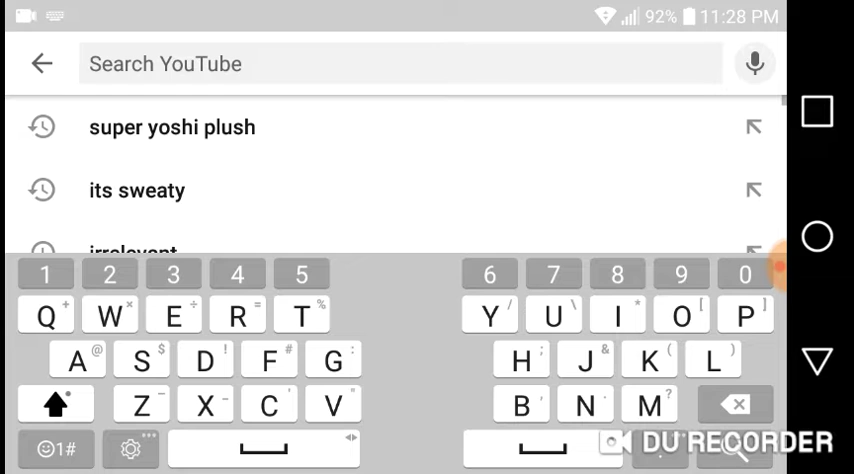 92% 11:28 PM
Search YouTube
super yoshi plush
its sweaty
irrelevant
1 2 3 4 5 6 7 8 9 0
Q + W × E ÷ R = T % Y / U \ I * O [ P ]
A @ S $ D ! F # G : H ; J & K ( L )
Z - X _ C ' V " B , N . M ?
☺1#
DU RECORDER